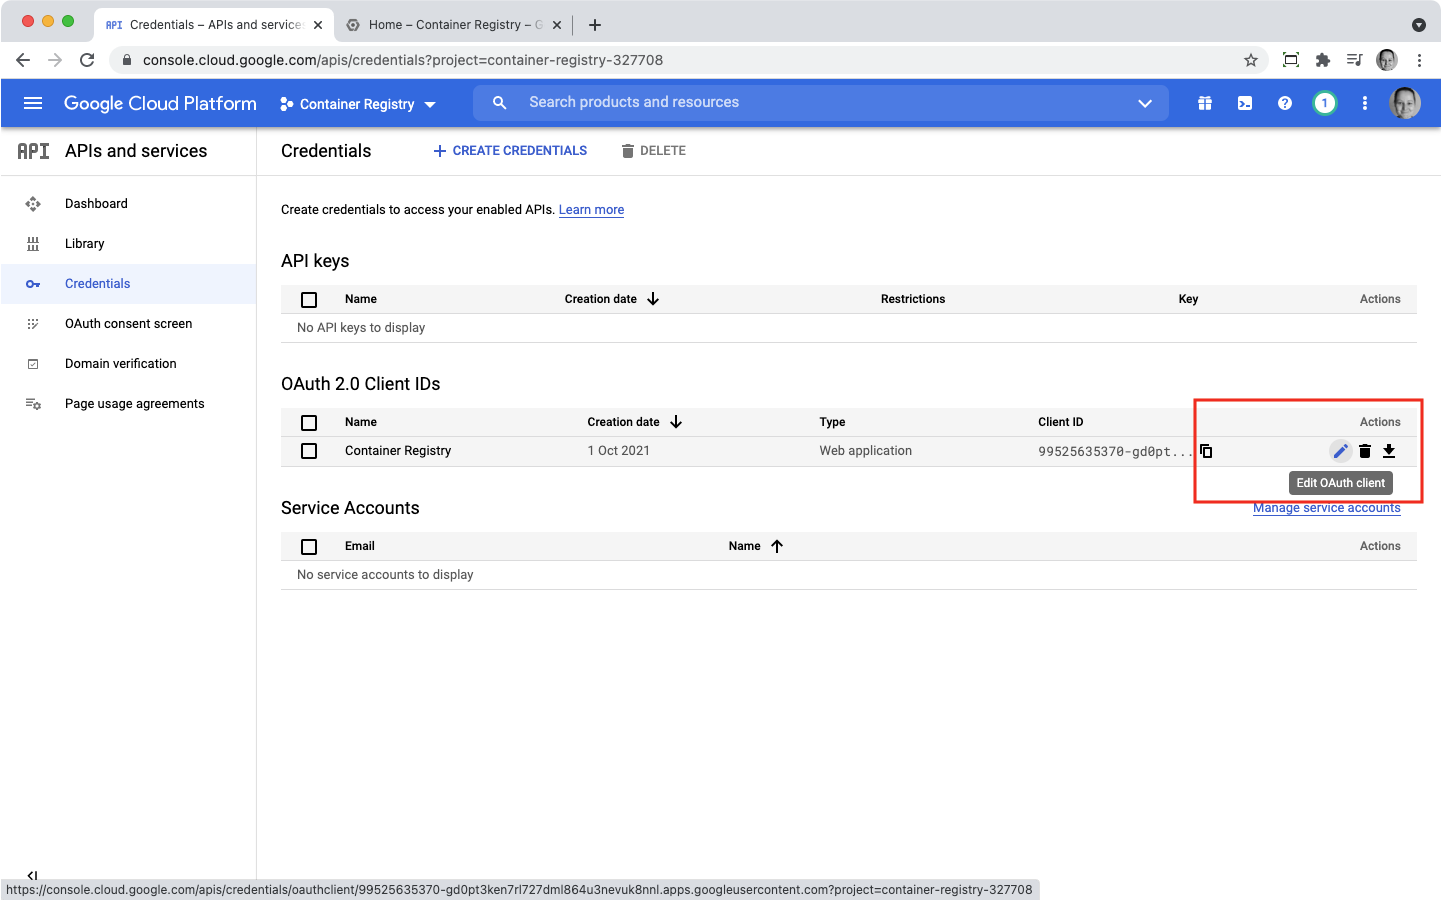 API Credentials – APIs and service
Home – Container Registry – G
console.cloud.google.com/apis/credentials?project=container-registry-327708
Google Cloud Platform
Container Registry
Search products and resources
1
API APIs and services
Credentials
CREATE CREDENTIALS
DELETE
Dashboard
Library
Credentials
OAuth consent screen
Domain verification
Page usage agreements
Create credentials to access your enabled APIs. Learn more
API keys
Name Creation date Restrictions Key Actions
No API keys to display
OAuth 2.0 Client IDs
Name Creation date Type Client ID Actions
Container Registry 1 Oct 2021 Web application 99525635370-gd0pt...
Edit OAuth client
Service Accounts
Manage service accounts
Email Name Actions
No service accounts to display
https://console.cloud.google.com/apis/credentials/oauthclient/99525635370-gd0pt3ken7rl727dml864u3nevuk8nnl.apps.googleusercontent.com?project=container-registry-327708